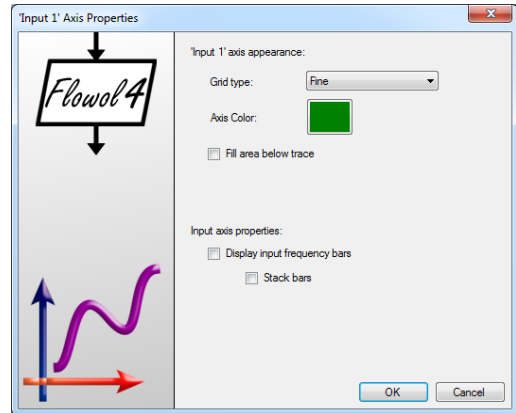 'Input 1' Axis Properties
Flowol 4
'Input 1' axis appearance:
Grid type: Fine
Axis Color:
Fill area below trace
Input axis properties:
Display input frequency bars
Stack bars
OK Cancel